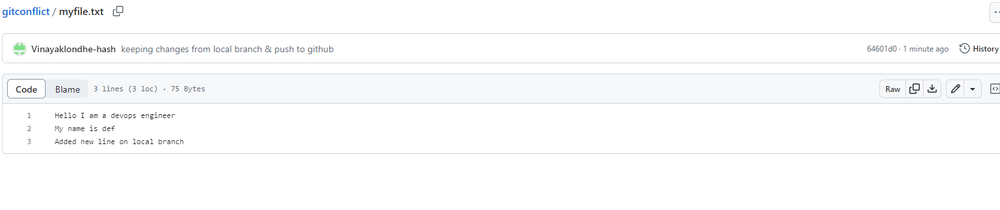 gitconflict / myfile.txt
Vinayaklondhe-hash keeping changes from local branch & push to github 64601d0 · 1 minute ago History
Code Blame 3 lines (3 loc) · 75 Bytes Raw
1 Hello I am a devops engineer
2 My name is def
3 Added new line on local branch